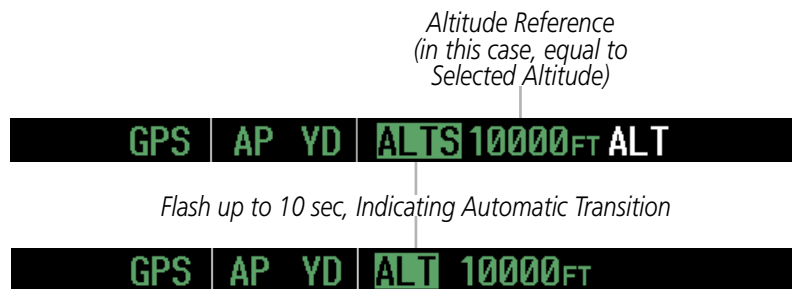 Altitude Reference
(in this case, equal to
Selected Altitude)
GPS AP YD ALTS 10000FT ALT
Flash up to 10 sec, Indicating Automatic Transition
GPS AP YD ALT 10000FT